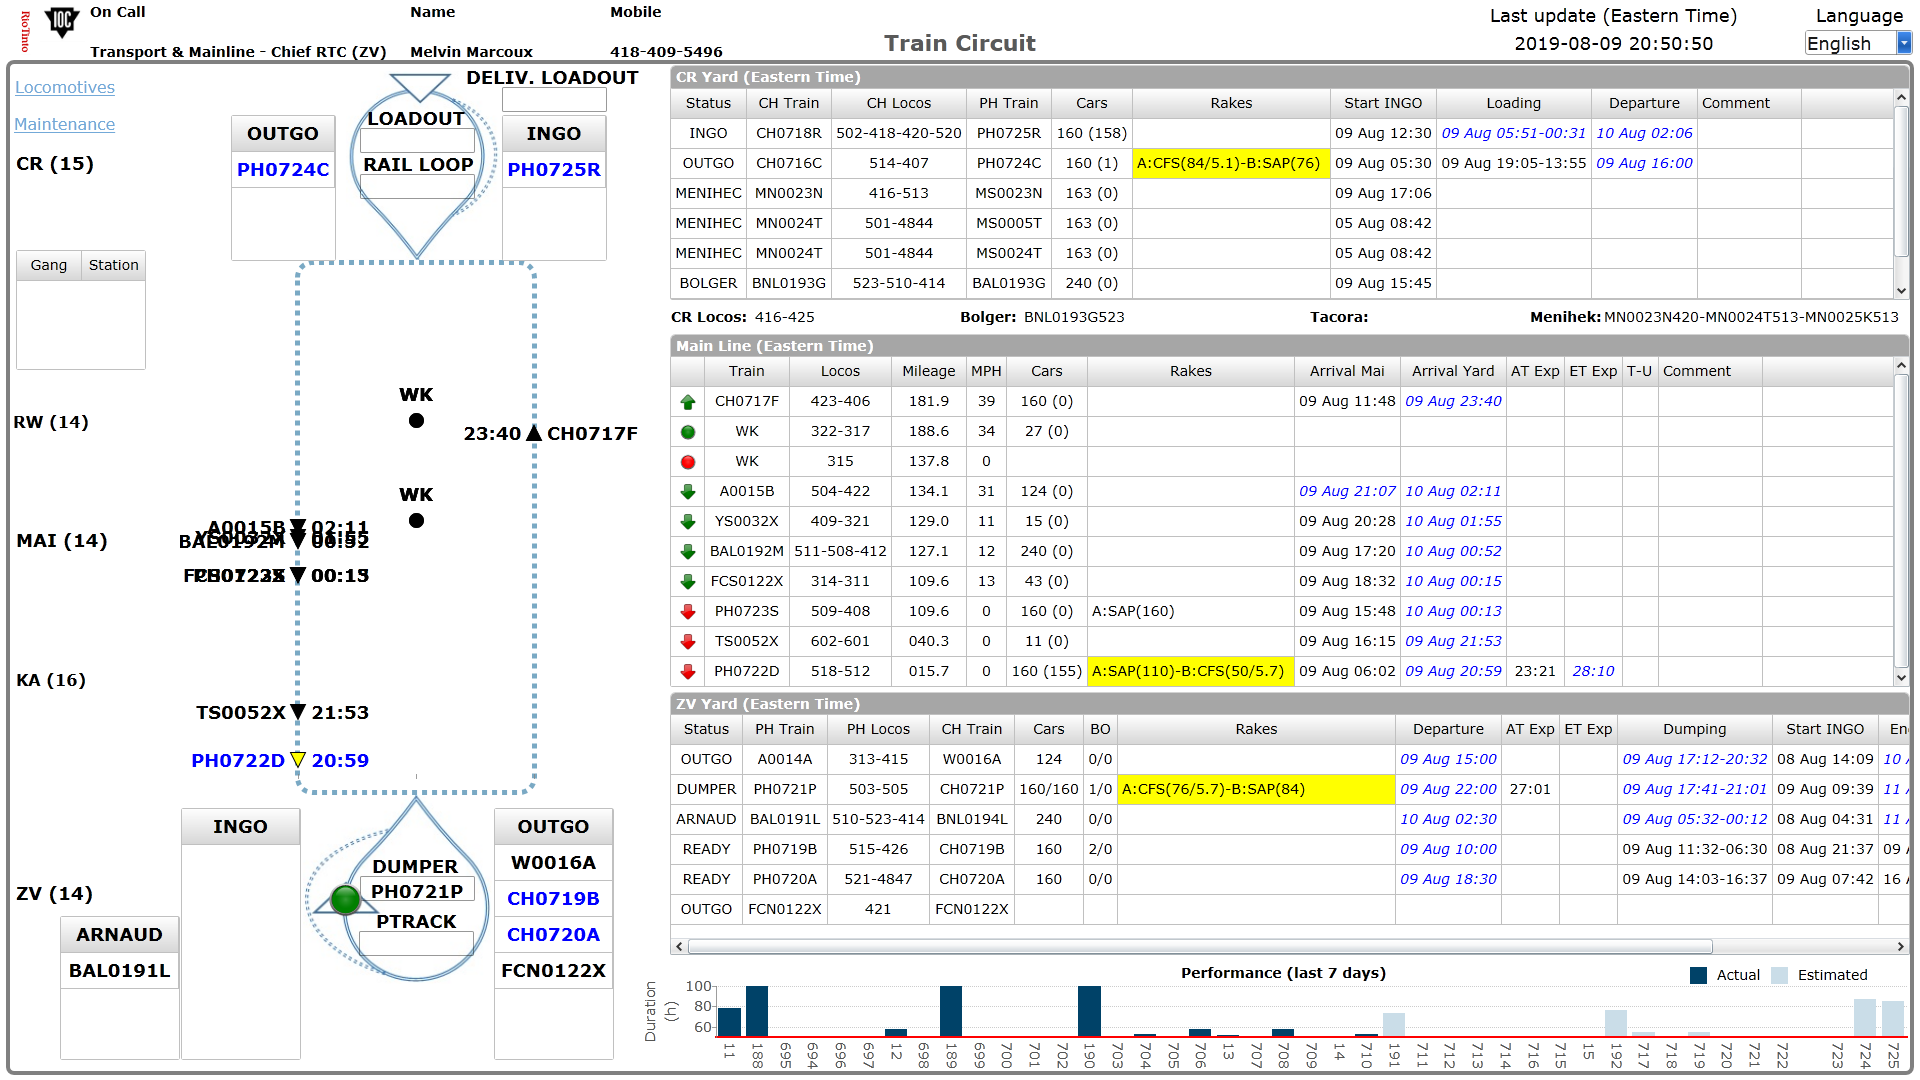 RioTinto
IOC
On Call Name Mobile
Transport & Mainline - Chief RTC (ZV) Melvin Marcoux 418-409-5496
Train Circuit
Last update (Eastern Time)
2019-08-09 20:50:50
Language
English
Locomotives
Maintenance
CR (15)
Gang Station
RW (14)
MAI (14)
KA (16)
ZV (14)
DELIV. LOADOUT
OUTGO
PH0724C
LOADOUT
RAIL LOOP
INGO
PH0725R
WK
23:40 CH0717F
WK
A0015B 02:11
BAL0192M 00:52
TS0052X 21:53
PH0722D 20:59
INGO
DUMPER
PH0721P
PTRACK
OUTGO
W0016A
CH0719B
CH0720A
FCN0122X
ARNAUD
BAL0191L
CR Yard (Eastern Time)
Status CH Train CH Locos PH Train Cars Rakes Start INGO Loading Departure Comment
INGO CH0718R 502-418-420-520 PH0725R 160 (158) 09 Aug 12:30 09 Aug 05:51-00:31 10 Aug 02:06
OUTGO CH0716C 514-407 PH0724C 160 (1) A:CFS(84/5.1)-B:SAP(76) 09 Aug 05:30 09 Aug 19:05-13:55 09 Aug 16:00
MENIHEC MN0023N 416-513 MS0023N 163 (0) 09 Aug 17:06
MENIHEC MN0024T 501-4844 MS0005T 163 (0) 05 Aug 08:42
MENIHEC MN0024T 501-4844 MS0024T 163 (0) 05 Aug 08:42
BOLGER BNL0193G 523-510-414 BAL0193G 240 (0) 09 Aug 15:45
CR Locos: 416-425 Bolger: BNL0193G523 Tacora: Menihek: MN0023N420-MN0024T513-MN0025K513
Main Line (Eastern Time)
Train Locos Mileage MPH Cars Rakes Arrival Mai Arrival Yard AT Exp ET Exp T-U Comment
CH0717F 423-406 181.9 39 160 (0) 09 Aug 11:48 09 Aug 23:40
WK 322-317 188.6 34 27 (0)
WK 315 137.8 0
A0015B 504-422 134.1 31 124 (0) 09 Aug 21:07 10 Aug 02:11
YS0032X 409-321 129.0 11 15 (0) 09 Aug 20:28 10 Aug 01:55
BAL0192M 511-508-412 127.1 12 240 (0) 09 Aug 17:20 10 Aug 00:52
FCS0122X 314-311 109.6 13 43 (0) 09 Aug 18:32 10 Aug 00:15
PH0723S 509-408 109.6 0 160 (0) A:SAP(160) 09 Aug 15:48 10 Aug 00:13
TS0052X 602-601 040.3 0 11 (0) 09 Aug 16:15 09 Aug 21:53
PH0722D 518-512 015.7 0 160 (155) A:SAP(110)-B:CFS(50/5.7) 09 Aug 06:02 09 Aug 20:59 23:21 28:10
ZV Yard (Eastern Time)
Status PH Train PH Locos CH Train Cars BO Rakes Departure AT Exp ET Exp Dumping Start INGO En
OUTGO A0014A 313-415 W0016A 124 0/0 09 Aug 15:00 09 Aug 17:12-20:32 08 Aug 14:09 10
DUMPER PH0721P 503-505 CH0721P 160/160 1/0 A:CFS(76/5.7)-B:SAP(84) 09 Aug 22:00 27:01 09 Aug 17:41-21:01 09 Aug 09:39 11
ARNAUD BAL0191L 510-523-414 BNL0194L 240 0/0 10 Aug 02:30 09 Aug 05:32-00:12 08 Aug 04:31 11
READY PH0719B 515-426 CH0719B 160 2/0 09 Aug 10:00 09 Aug 11:32-06:30 08 Aug 21:37 09
READY PH0720A 521-4847 CH0720A 160 0/0 09 Aug 18:30 09 Aug 14:03-16:37 09 Aug 07:42 16
OUTGO FCN0122X 421 FCN0122X
Performance (last 7 days)
Actual Estimated
Duration (h)
100
80
60
11 188 695 694 696 697 12 698 189 699 700 701 702 190 703 704 705 706 13 707 708 709 14 710 191 711 712 713 714 716 715 15 192 717 718 719 720 721 722 723 724 725